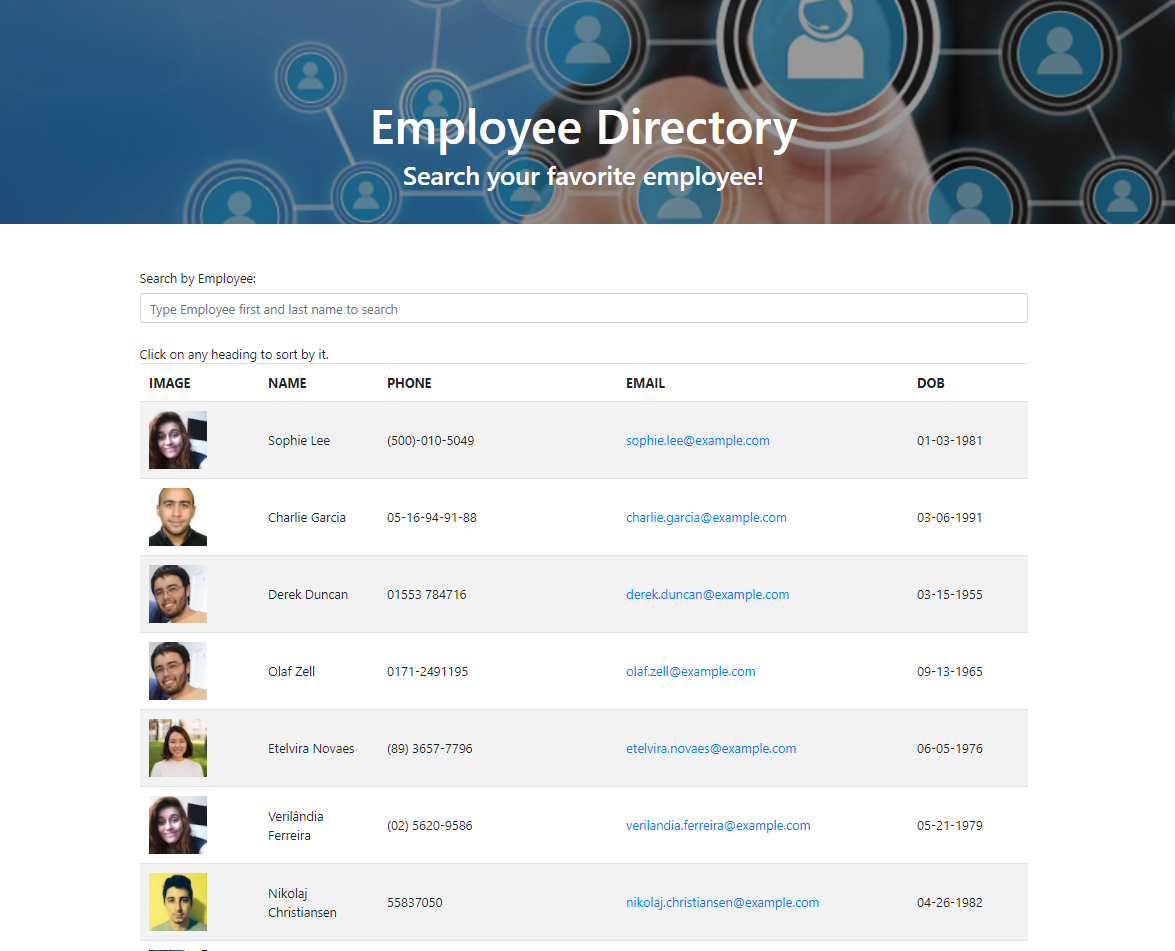 Employee Directory
Search your favorite employee!
Search by Employee:
Type Employee first and last name to search
Click on any heading to sort by it.
IMAGE NAME PHONE EMAIL DOB
Sophie Lee (500)-010-5049 sophie.lee@example.com 01-03-1981
Charlie Garcia 05-16-94-91-88 charlie.garcia@example.com 03-06-1991
Derek Duncan 01553 784716 derek.duncan@example.com 03-15-1955
Olaf Zell 0171-2491195 olaf.zell@example.com 09-13-1965
Etelvira Novaes (89) 3657-7796 etelvira.novaes@example.com 06-05-1976
Verilândia
Ferreira (02) 5620-9586 verilandia.ferreira@example.com 05-21-1979
Nikolaj
Christiansen 55837050 nikolaj.christiansen@example.com 04-26-1982